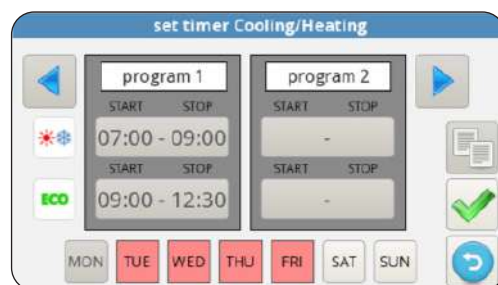 set timer Cooling/Heating
program 1 program 2
START STOP START STOP
07:00 - 09:00 -
START STOP START STOP
ECO 09:00 - 12:30 -
MON TUE WED THU FRI SAT SUN